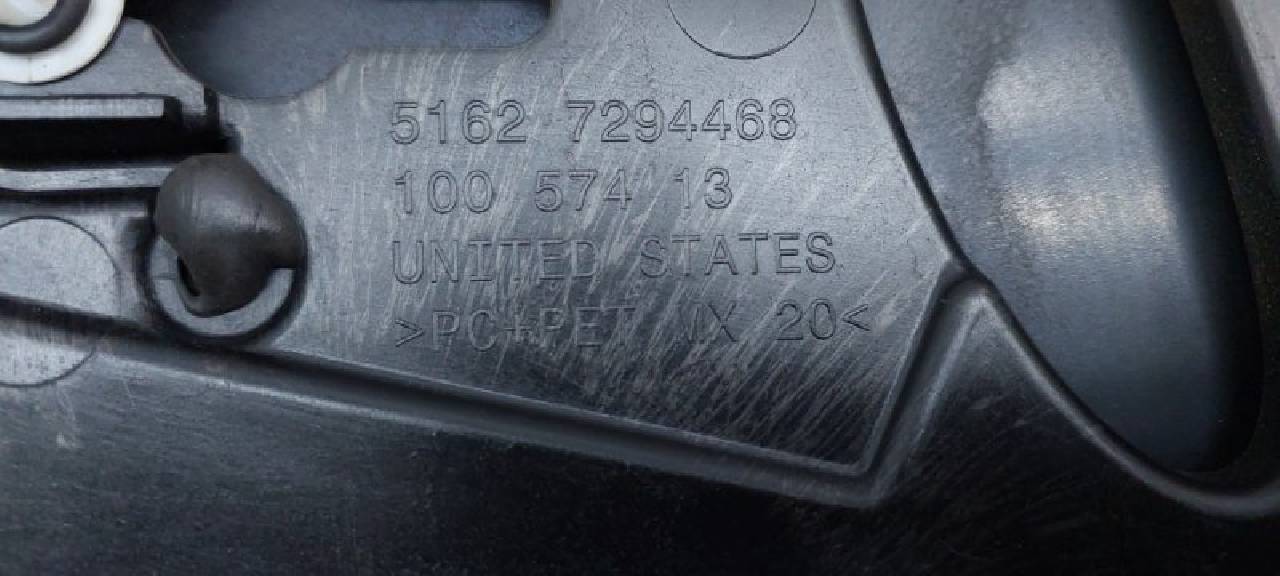 5162 7294468
100 574 13
UNITED STATES
>PC+PET MX 20<